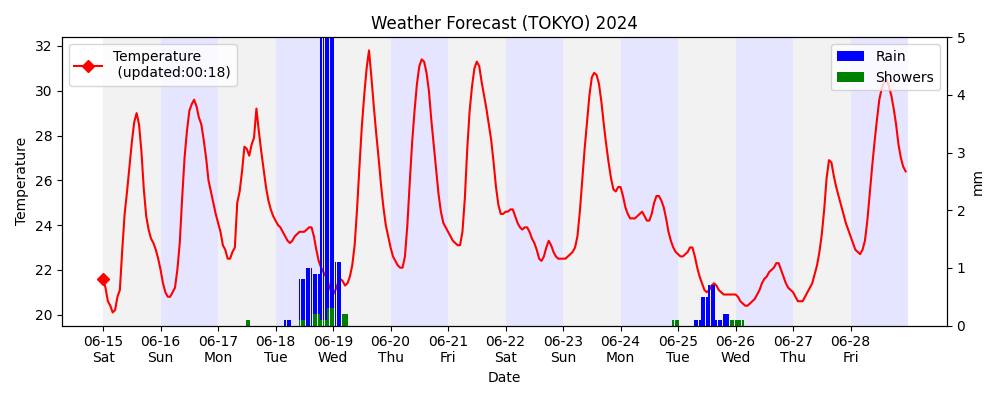 Weather Forecast (TOKYO) 2024
Temperature
(updated:00:18)
Rain
Showers
Temperature
32
30
28
26
24
22
20
5
4
3
2
1
0
mm
06-15 06-16 06-17 06-18 06-19 06-20 06-21 06-22 06-23 06-24 06-25 06-26 06-27 06-28
Sat Sun Mon Tue Wed Thu Fri Sat Sun Mon Tue Wed Thu Fri
Date